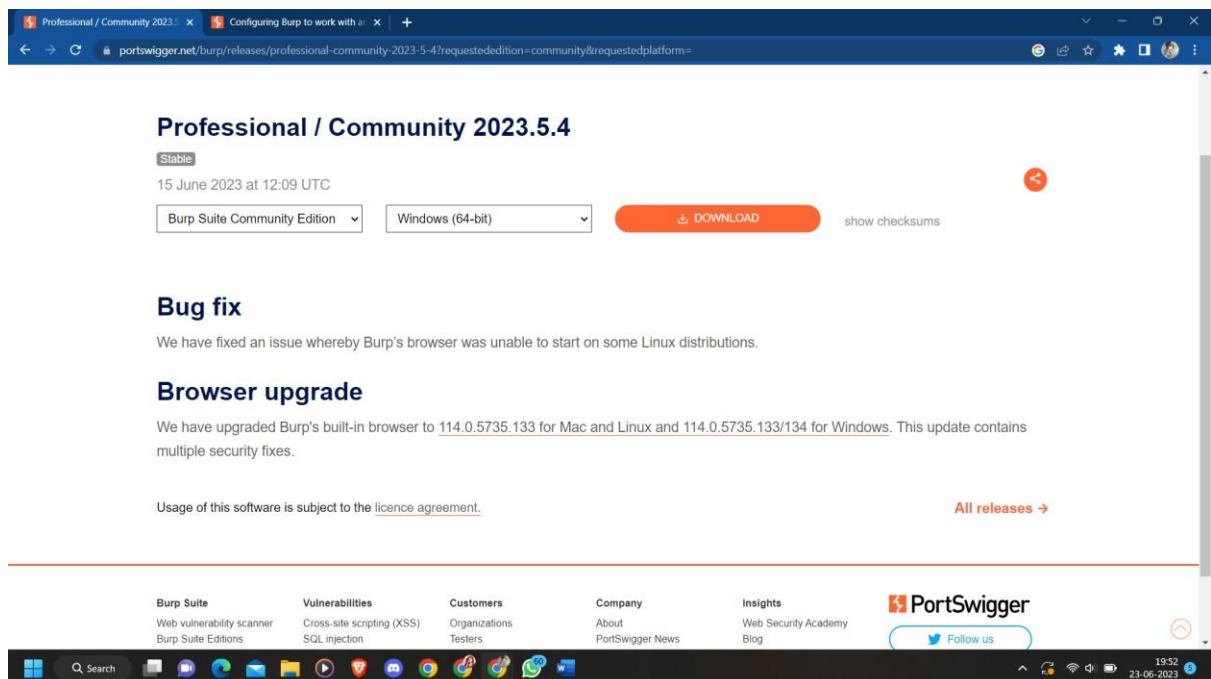 Professional / Community 2023.5
Configuring Burp to work with a
portswigger.net/burp/releases/professional-community-2023-5-4?requestededition=community&requestedplatform=
Professional / Community 2023.5.4
Stable
15 June 2023 at 12:09 UTC
Burp Suite Community Edition
Windows (64-bit)
DOWNLOAD
show checksums
Bug fix
We have fixed an issue whereby Burp's browser was unable to start on some Linux distributions.
Browser upgrade
We have upgraded Burp's built-in browser to 114.0.5735.133 for Mac and Linux and 114.0.5735.133/134 for Windows. This update contains
multiple security fixes.
Usage of this software is subject to the licence agreement.
All releases →
Burp Suite Vulnerabilities Customers Company Insights
Web vulnerability scanner Cross-site scripting (XSS) Organizations About Web Security Academy
Burp Suite Editions SQL injection Testers PortSwigger News Blog
PortSwigger
Follow us
Search
60
19:52
23-06-2023
5